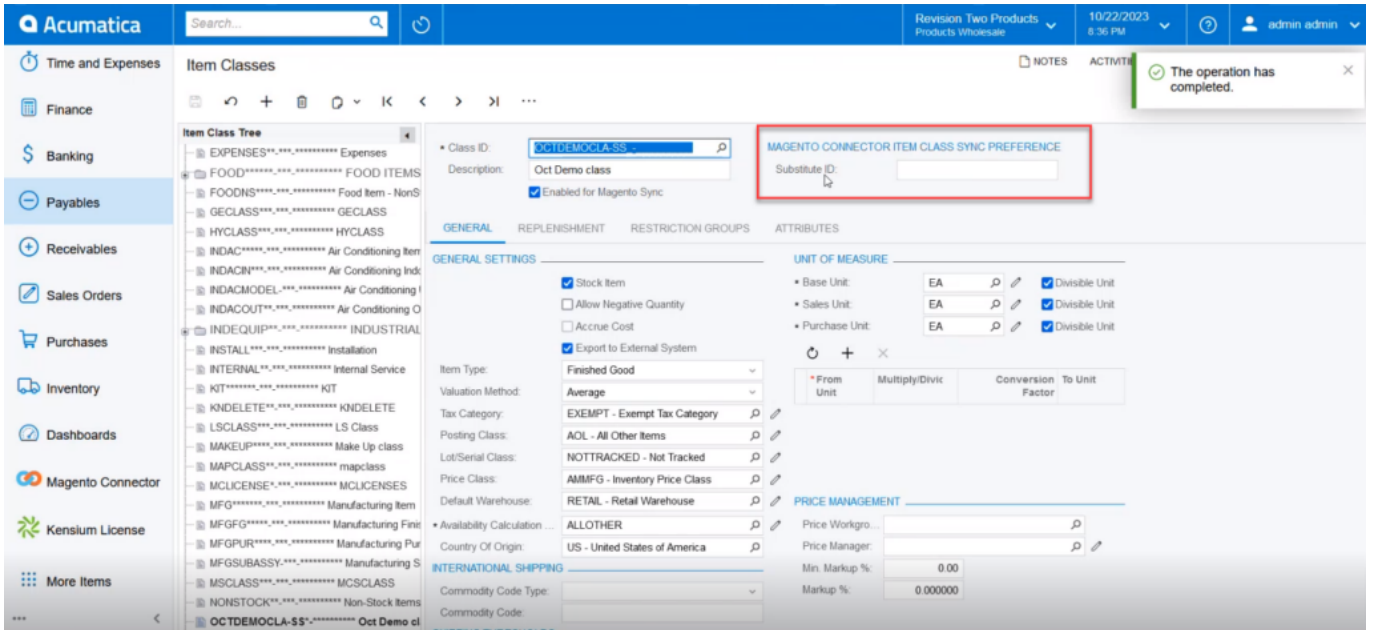 Acumatica
Search...
Revision Two Products
Products Wholesale
10/22/2023
8:36 PM
admin admin
Time and Expenses
Finance
Banking
Payables
Receivables
Sales Orders
Purchases
Inventory
Dashboards
Magento Connector
Kensium License
More Items
Item Classes
NOTES
ACTIVITI
The operation has
completed.
Item Class Tree
EXPENSES**-***-********** Expenses
FOOD******-***-********** FOOD ITEMS
FOODNS****-***-********** Food Item - NonS
GECLASS***-***-********** GECLASS
HYCLASS***-***-********** HYCLASS
INDAC*****-***-********** Air Conditioning Item
INDACIN***-***-********** Air Conditioning Indo
INDACMODEL-***-********** Air Conditioning
INDACOUT**-***-********** Air Conditioning O
INDEQUIP**-***-********** INDUSTRIAL
INSTALL***-***-********** Installation
INTERNAL**-***-********** Internal Service
KIT*******-***-********** KIT
KNDELETE**-***-********** KNDELETE
LSCLASS***-***-********** LS Class
MAKEUP****-***-********** Make Up class
MAPCLASS**-***-********** mapclass
MCLICENSE*-***-********** MCLICENSES
MFG*******-***-********** Manufacturing Item
MFGFG*****-***-********** Manufacturing Finis
MFGPUR****-***-********** Manufacturing Pur
MFGSUBASSY-***-********** Manufacturing S
MSCLASS***-***-********** MCSCLASS
NONSTOCK**-***-********** Non-Stock Items
OCTDEMOCLA-SS*-********** Oct Demo cl
Class ID: OCTDEMOCLA-SS_-
Description: Oct Demo class
Enabled for Magento Sync
MAGENTO CONNECTOR ITEM CLASS SYNC PREFERENCE
Substitute ID:
GENERAL REPLENISHMENT RESTRICTION GROUPS ATTRIBUTES
GENERAL SETTINGS
Stock Item
Allow Negative Quantity
Accrue Cost
Export to External System
Item Type: Finished Good
Valuation Method: Average
Tax Category: EXEMPT - Exempt Tax Category
Posting Class: AOL - All Other Items
Lot/Serial Class: NOTTRACKED - Not Tracked
Price Class: AMMFG - Inventory Price Class
Default Warehouse: RETAIL - Retail Warehouse
Availability Calculation ... ALLOTHER
Country Of Origin: US - United States of America
INTERNATIONAL SHIPPING
Commodity Code Type:
Commodity Code:
UNIT OF MEASURE
Base Unit: EA Divisible Unit
Sales Unit: EA Divisible Unit
Purchase Unit: EA Divisible Unit
*From Unit Multiply/Divic Conversion Factor To Unit
PRICE MANAGEMENT
Price Workgro...
Price Manager:
Min. Markup %: 0.00
Markup %: 0.000000